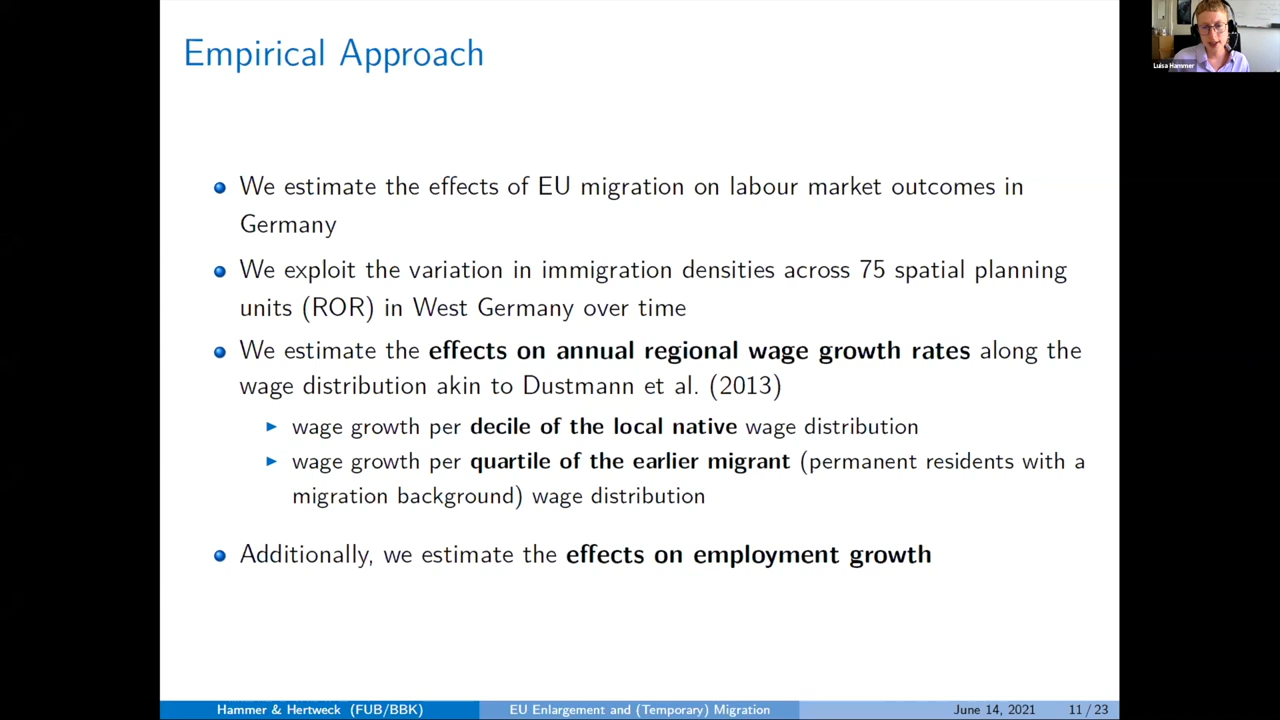 Empirical Approach
We estimate the effects of EU migration on labour market outcomes in
Germany
We exploit the variation in immigration densities across 75 spatial planning
units (ROR) in West Germany over time
We estimate the effects on annual regional wage growth rates along the
wage distribution akin to Dustmann et al. (2013)
wage growth per decile of the local native wage distribution
wage growth per quartile of the earlier migrant (permanent residents with a
migration background) wage distribution
Additionally, we estimate the effects on employment growth
Hammer & Hertweck (FUB/BBK) EU Enlargement and (Temporary) Migration June 14, 2021 11 / 23
Luisa Hammer